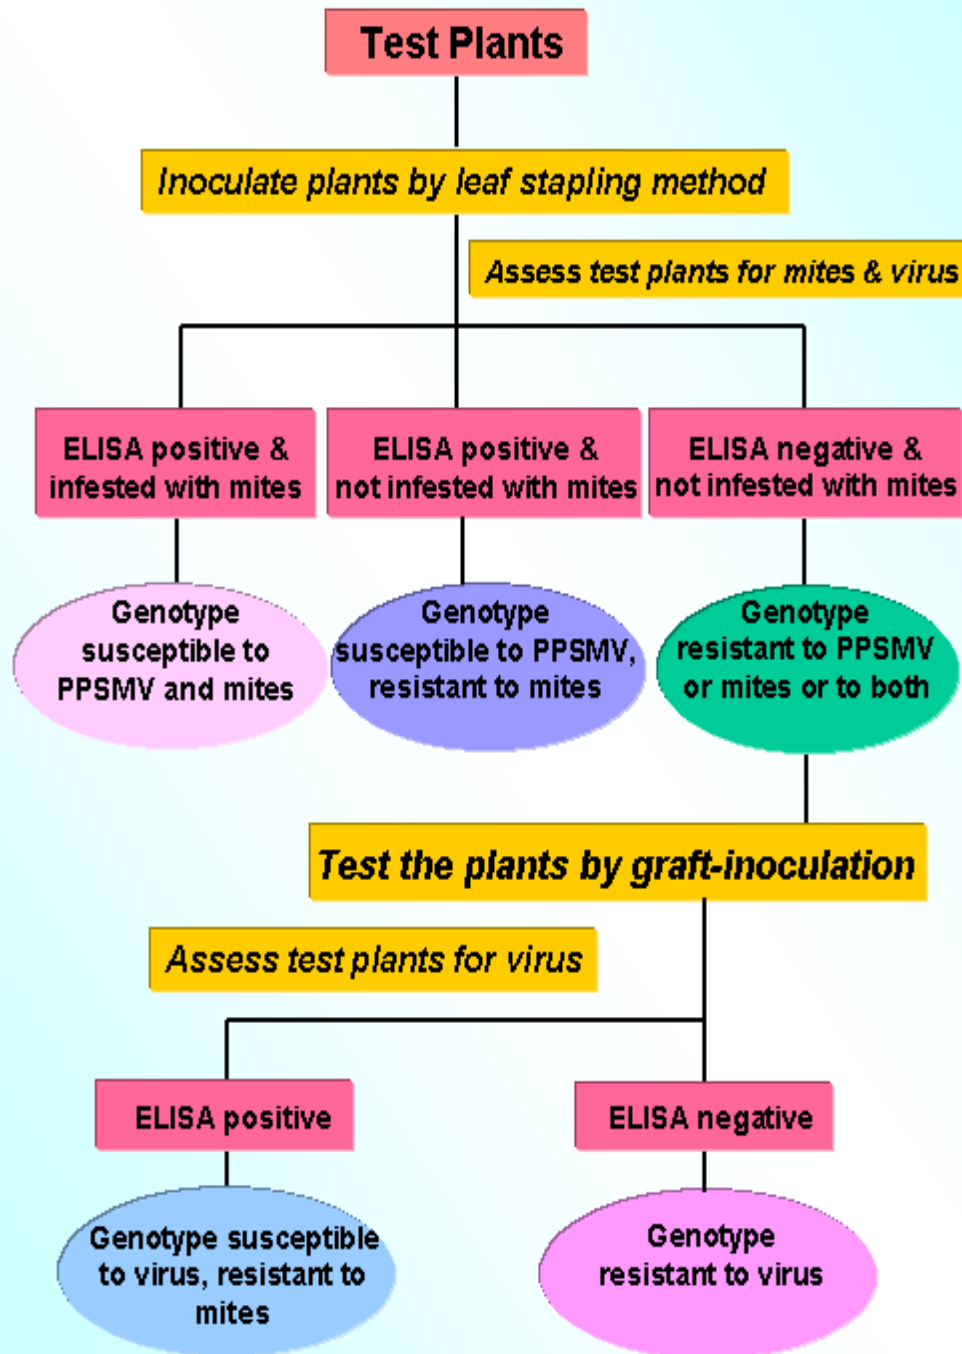 Test Plants
Inoculate plants by leaf stapling method
Assess test plants for mites & virus
ELISA positive &
infested with mites
ELISA positive &
not infested with mites
ELISA negative &
not infested with mites
Genotype
susceptible to
PPSMV and mites
Genotype
susceptible to PPSMV,
resistant to mites
Genotype
resistant to PPSMV
or mites or to both
Test the plants by graft-inoculation
Assess test plants for virus
ELISA positive
ELISA negative
Genotype susceptible
to virus, resistant to
mites
Genotype
resistant to virus